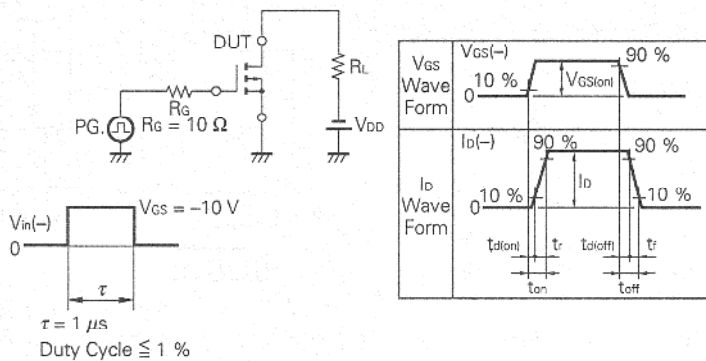 DUT
RL
RG
PG.
RG = 10 Ω
VDD
Vin(−)
0
VGS = −10 V
τ
τ = 1 μs
Duty Cycle ≦ 1 %
VGS
Wave
Form
VGS(−)
10 %
0
VGS(on)
90 %
ID
Wave
Form
ID(−)
90 %
90 %
10 %
0
ID
10 %
td(on)
tr
td(off)
tf
ton
toff